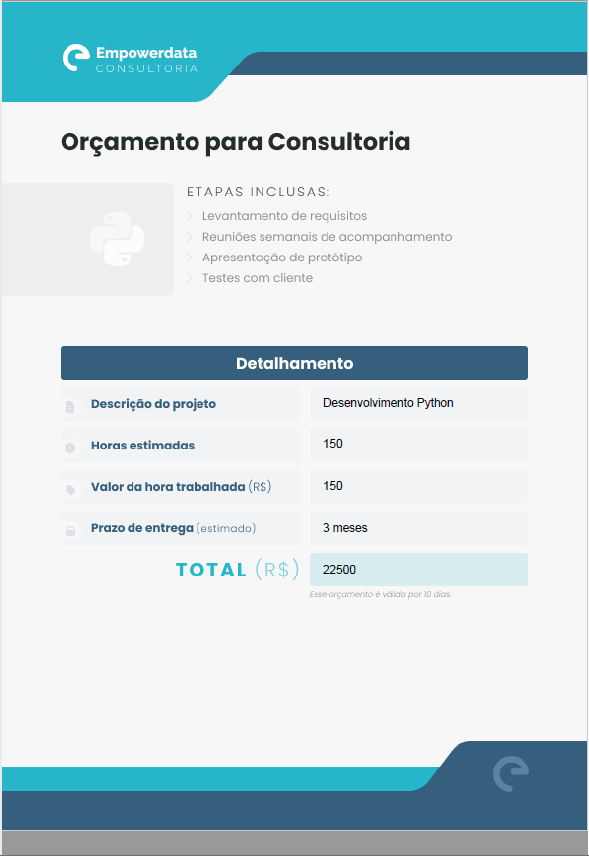 Empowerdata
CONSULTORIA
Orçamento para Consultoria
ETAPAS INCLUSAS:
Levantamento de requisitos
Reuniões semanais de acompanhamento
Apresentação de protótipo
Testes com cliente
Detalhamento
Descrição do projeto Desenvolvimento Python
Horas estimadas 150
Valor da hora trabalhada (R$) 150
Prazo de entrega (estimado) 3 meses
TOTAL (R$) 22500
Esse orçamento é válido por 10 dias.